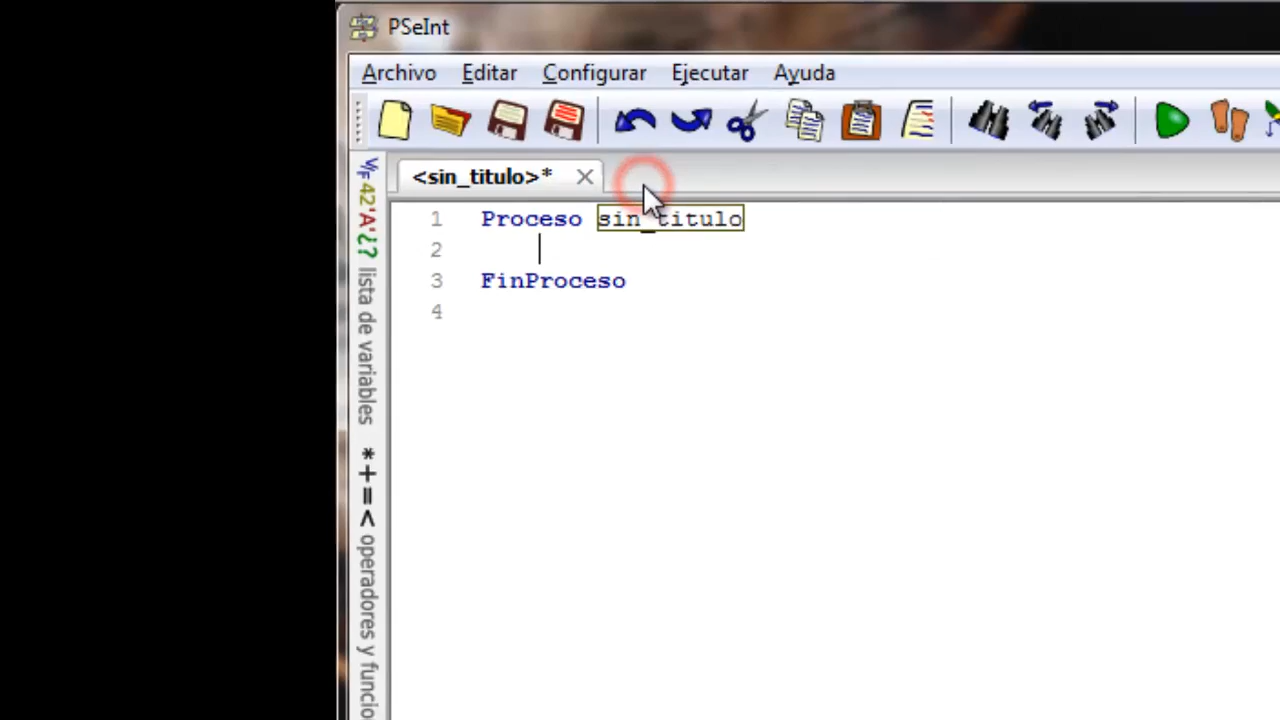 PSeInt
Archivo Editar Configurar Ejecutar Ayuda
<sin_titulo>*
1 Proceso sin_titulo
2
3 FinProceso
4
V/F 42 'A' ¿? lista de variables
* + = < operadores y funcio